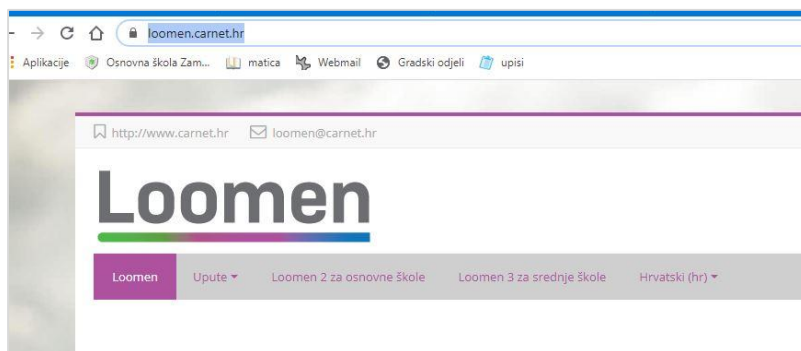 loomen.carnet.hr
Aplikacije Osnovna škola Zam... matica Webmail Gradski odjeli upisi
http://www.carnet.hr loomen@carnet.hr
Loomen
Loomen Upute Loomen 2 za osnovne škole Loomen 3 za srednje škole Hrvatski (hr)